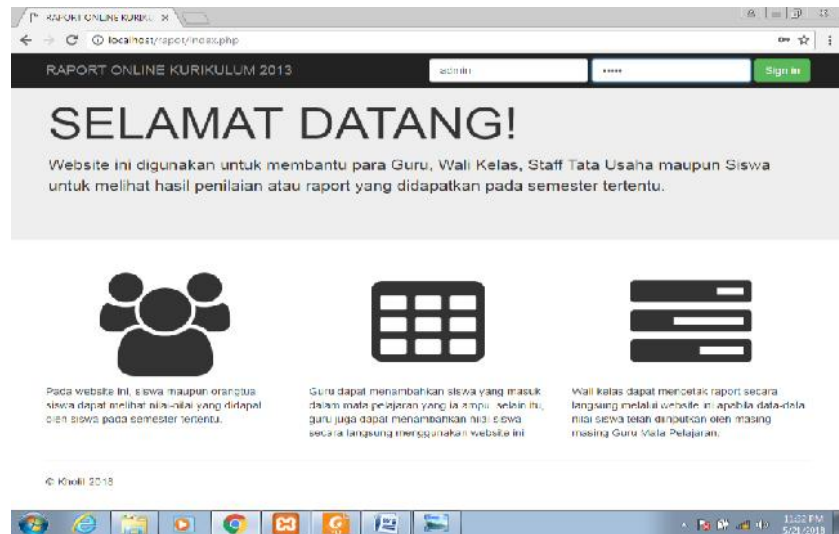 RAPORT ONLINE KURIKU...
localhost/raport/index.php
RAPORT ONLINE KURIKULUM 2013
admin
•••••
Sign in
SELAMAT DATANG!
Website ini digunakan untuk membantu para Guru, Wali Kelas, Staff Tata Usaha maupun Siswa
untuk melihat hasil penilaian atau raport yang didapatkan pada semester tertentu.
Pada website ini, siswa maupun orangtua
siswa dapat melihat nilai-nilai yang didapat
oleh siswa pada semester tertentu.
Guru dapat menambahkan siswa yang masuk
dalam mata pelajaran yang ia ampu. selain itu,
guru juga dapat menambahkan nilai siswa
secara langsung menggunakan website ini
Wali kelas dapat mencetak raport secara
langsung melalui website ini apabila data-data
nilai siswa telah diinputkan oleh masing
masing Guru Mata Pelajaran.
© Kholil 2018
11:22 PM
5/21/2018